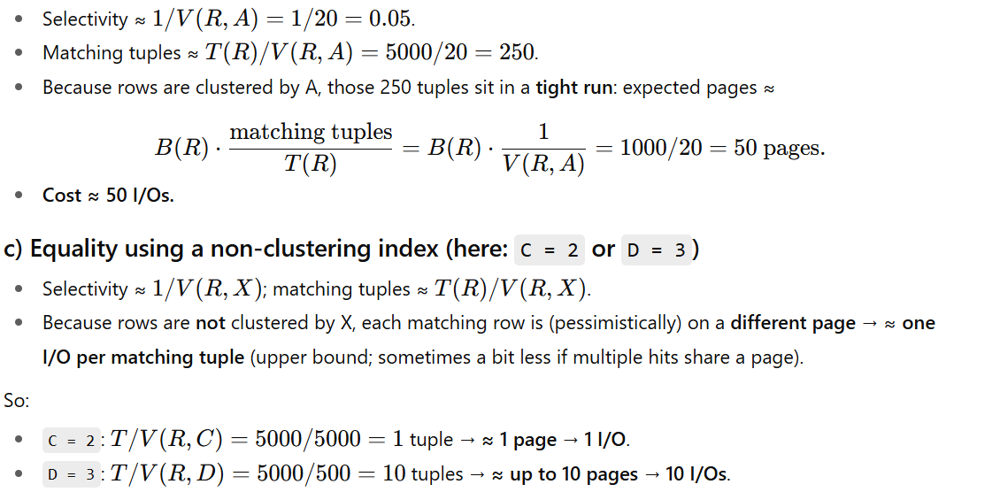 • Selectivity ≈ 1/V(R, A) = 1/20 = 0.05.
• Matching tuples ≈ T(R)/V(R, A) = 5000/20 = 250.
• Because rows are clustered by A, those 250 tuples sit in a tight run: expected pages ≈
B(R) · matching tuples / T(R) = B(R) · 1 / V(R, A) = 1000/20 = 50 pages.
• Cost ≈ 50 I/Os.
c) Equality using a non-clustering index (here: C = 2 or D = 3)
• Selectivity ≈ 1/V(R, X); matching tuples ≈ T(R)/V(R, X).
• Because rows are not clustered by X, each matching row is (pessimistically) on a different page → ≈ one
I/O per matching tuple (upper bound; sometimes a bit less if multiple hits share a page).
So:
• C = 2: T/V(R, C) = 5000/5000 = 1 tuple → ≈ 1 page → 1 I/O.
• D = 3: T/V(R, D) = 5000/500 = 10 tuples → ≈ up to 10 pages → 10 I/Os.